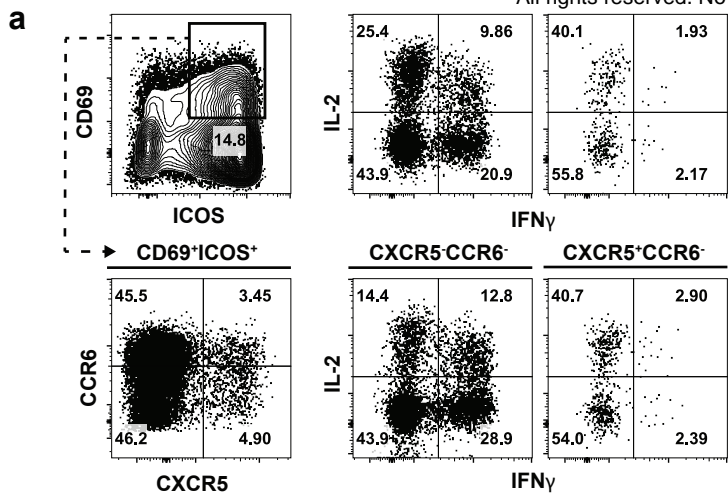 All rights reserved. No
a
25.4 9.86 40.1 1.93
CD69
14.8
IL-2
43.9 20.9 55.8 2.17
ICOS
IFNγ
CD69⁺ICOS⁺ CXCR5⁻CCR6⁻ CXCR5⁺CCR6⁻
45.5 3.45 14.4 12.8 40.7 2.90
CCR6
IL-2
46.2 4.90 43.9 28.9 54.0 2.39
CXCR5
IFNγ